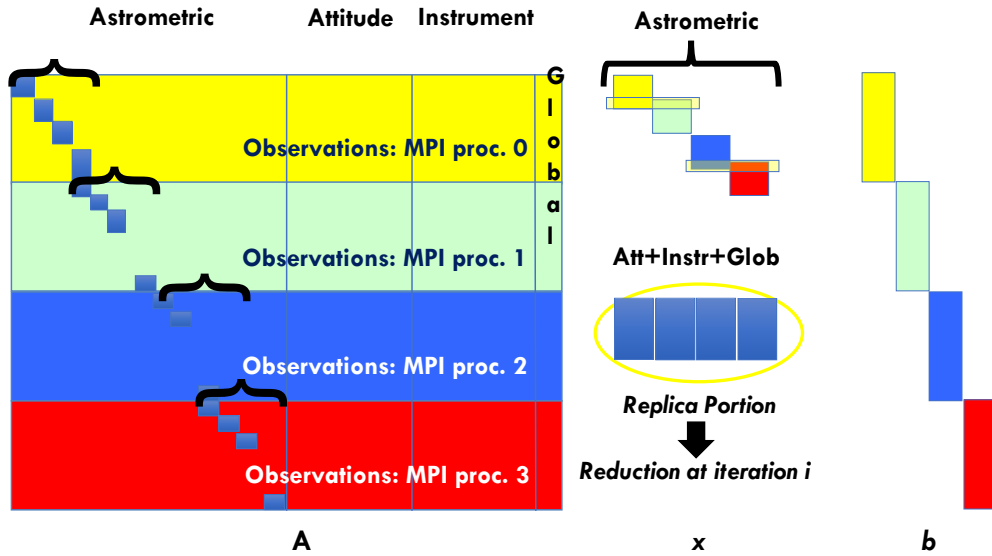 Astrometric Attitude Instrument
Astrometric
G
l
o
b
a
l
Observations: MPI proc. 0
Observations: MPI proc. 1
Att+Instr+Glob
Observations: MPI proc. 2
Replica Portion
Observations: MPI proc. 3
Reduction at iteration i
A
x
b